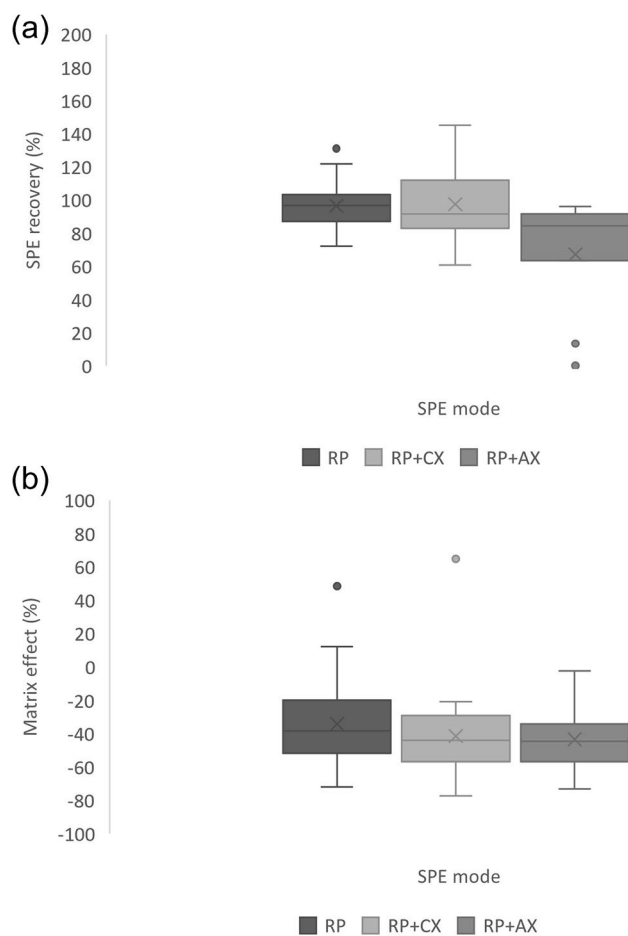 (a)
200
180
160
140
120
100
80
60
40
20
0
SPE recovery (%)
SPE mode
RP RP+CX RP+AX
(b)
100
80
60
40
20
0
-20
-40
-60
-80
-100
Matrix effect (%)
SPE mode
RP RP+CX RP+AX